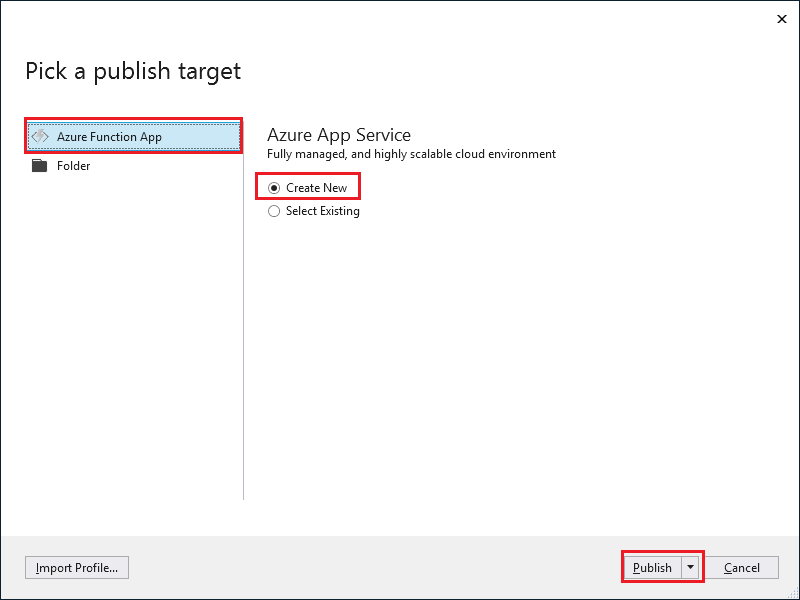 Pick a publish target
Azure Function App
Folder
Azure App Service
Fully managed, and highly scalable cloud environment
Create New
Select Existing
Import Profile...
Publish
Cancel